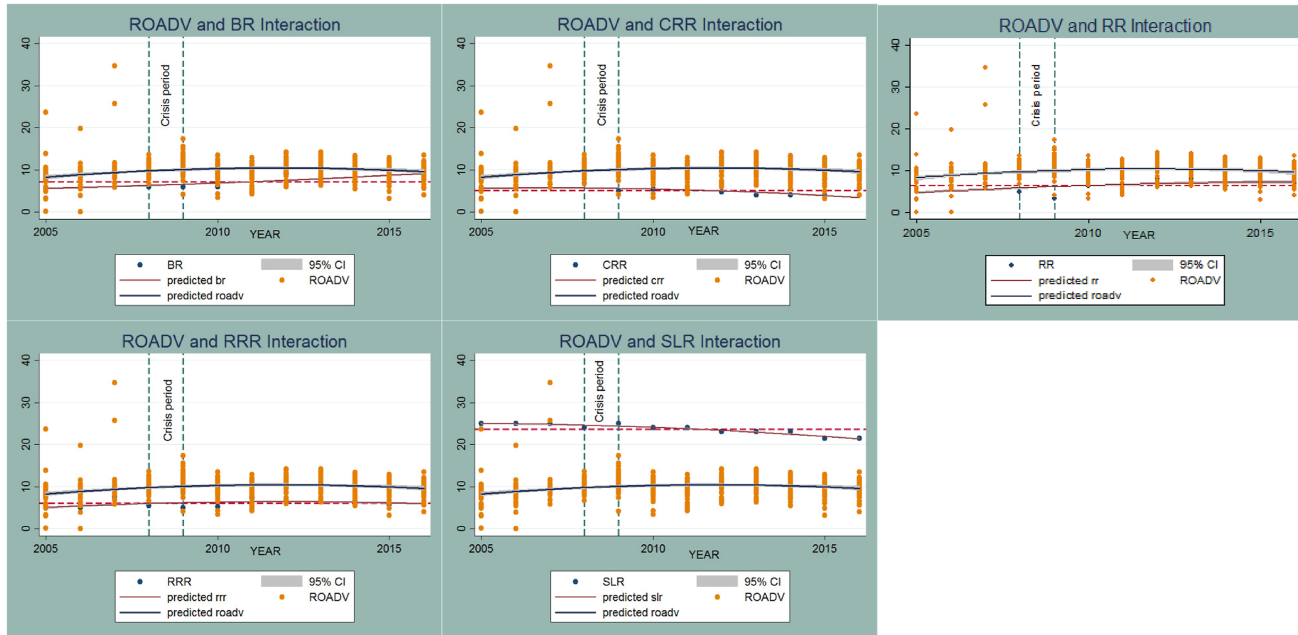 ROADV and BR Interaction
40
30
20
10
0
Crisis period
2005
2010
2015
YEAR
BR
95% CI
predicted br
ROADV
predicted roadv
ROADV and CRR Interaction
40
30
20
10
0
Crisis period
2005
2010
2015
YEAR
CRR
95% CI
predicted crr
ROADV
predicted roadv
ROADV and RR Interaction
40
30
20
10
0
Crisis period
2005
2010
2015
YEAR
RR
95% CI
predicted rr
ROADV
predicted roadv
ROADV and RRR Interaction
40
30
20
10
0
Crisis period
2005
2010
2015
YEAR
RRR
95% CI
predicted rrr
ROADV
predicted roadv
ROADV and SLR Interaction
40
30
20
10
0
Crisis period
2005
2010
2015
YEAR
SLR
95% CI
predicted slr
ROADV
predicted roadv